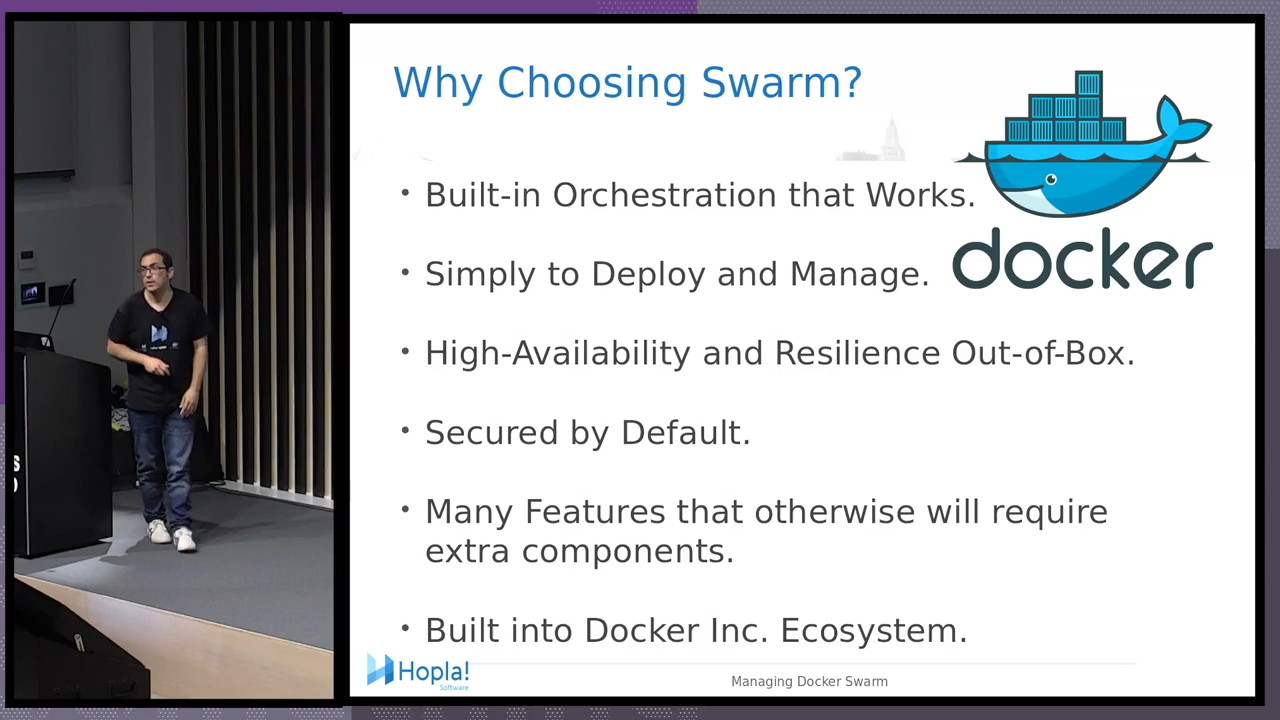 Why Choosing Swarm?
• Built-in Orchestration that Works.
• Simply to Deploy and Manage.
docker
• High-Availability and Resilience Out-of-Box.
• Secured by Default.
• Many Features that otherwise will require
extra components.
• Built into Docker Inc. Ecosystem.
Hopla!
Software
Managing Docker Swarm